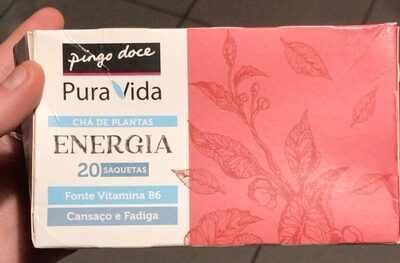 pingo doce
Pura Vida
CHÁ DE PLANTAS
ENERGIA
20 SAQUETAS
Fonte Vitamina B6
Cansaço e Fadiga